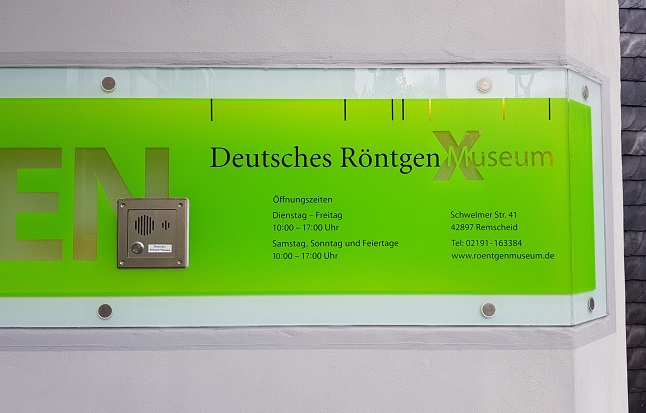 EN
Deutsches Röntgen Museum
X
Öffnungszeiten
Dienstag – Freitag
10:00 – 17:00 Uhr
Samstag, Sonntag und Feiertage
10:00 – 17:00 Uhr
Schwelmer Str. 41
42897 Remscheid
Tel: 02191 - 163384
www.roentgenmuseum.de